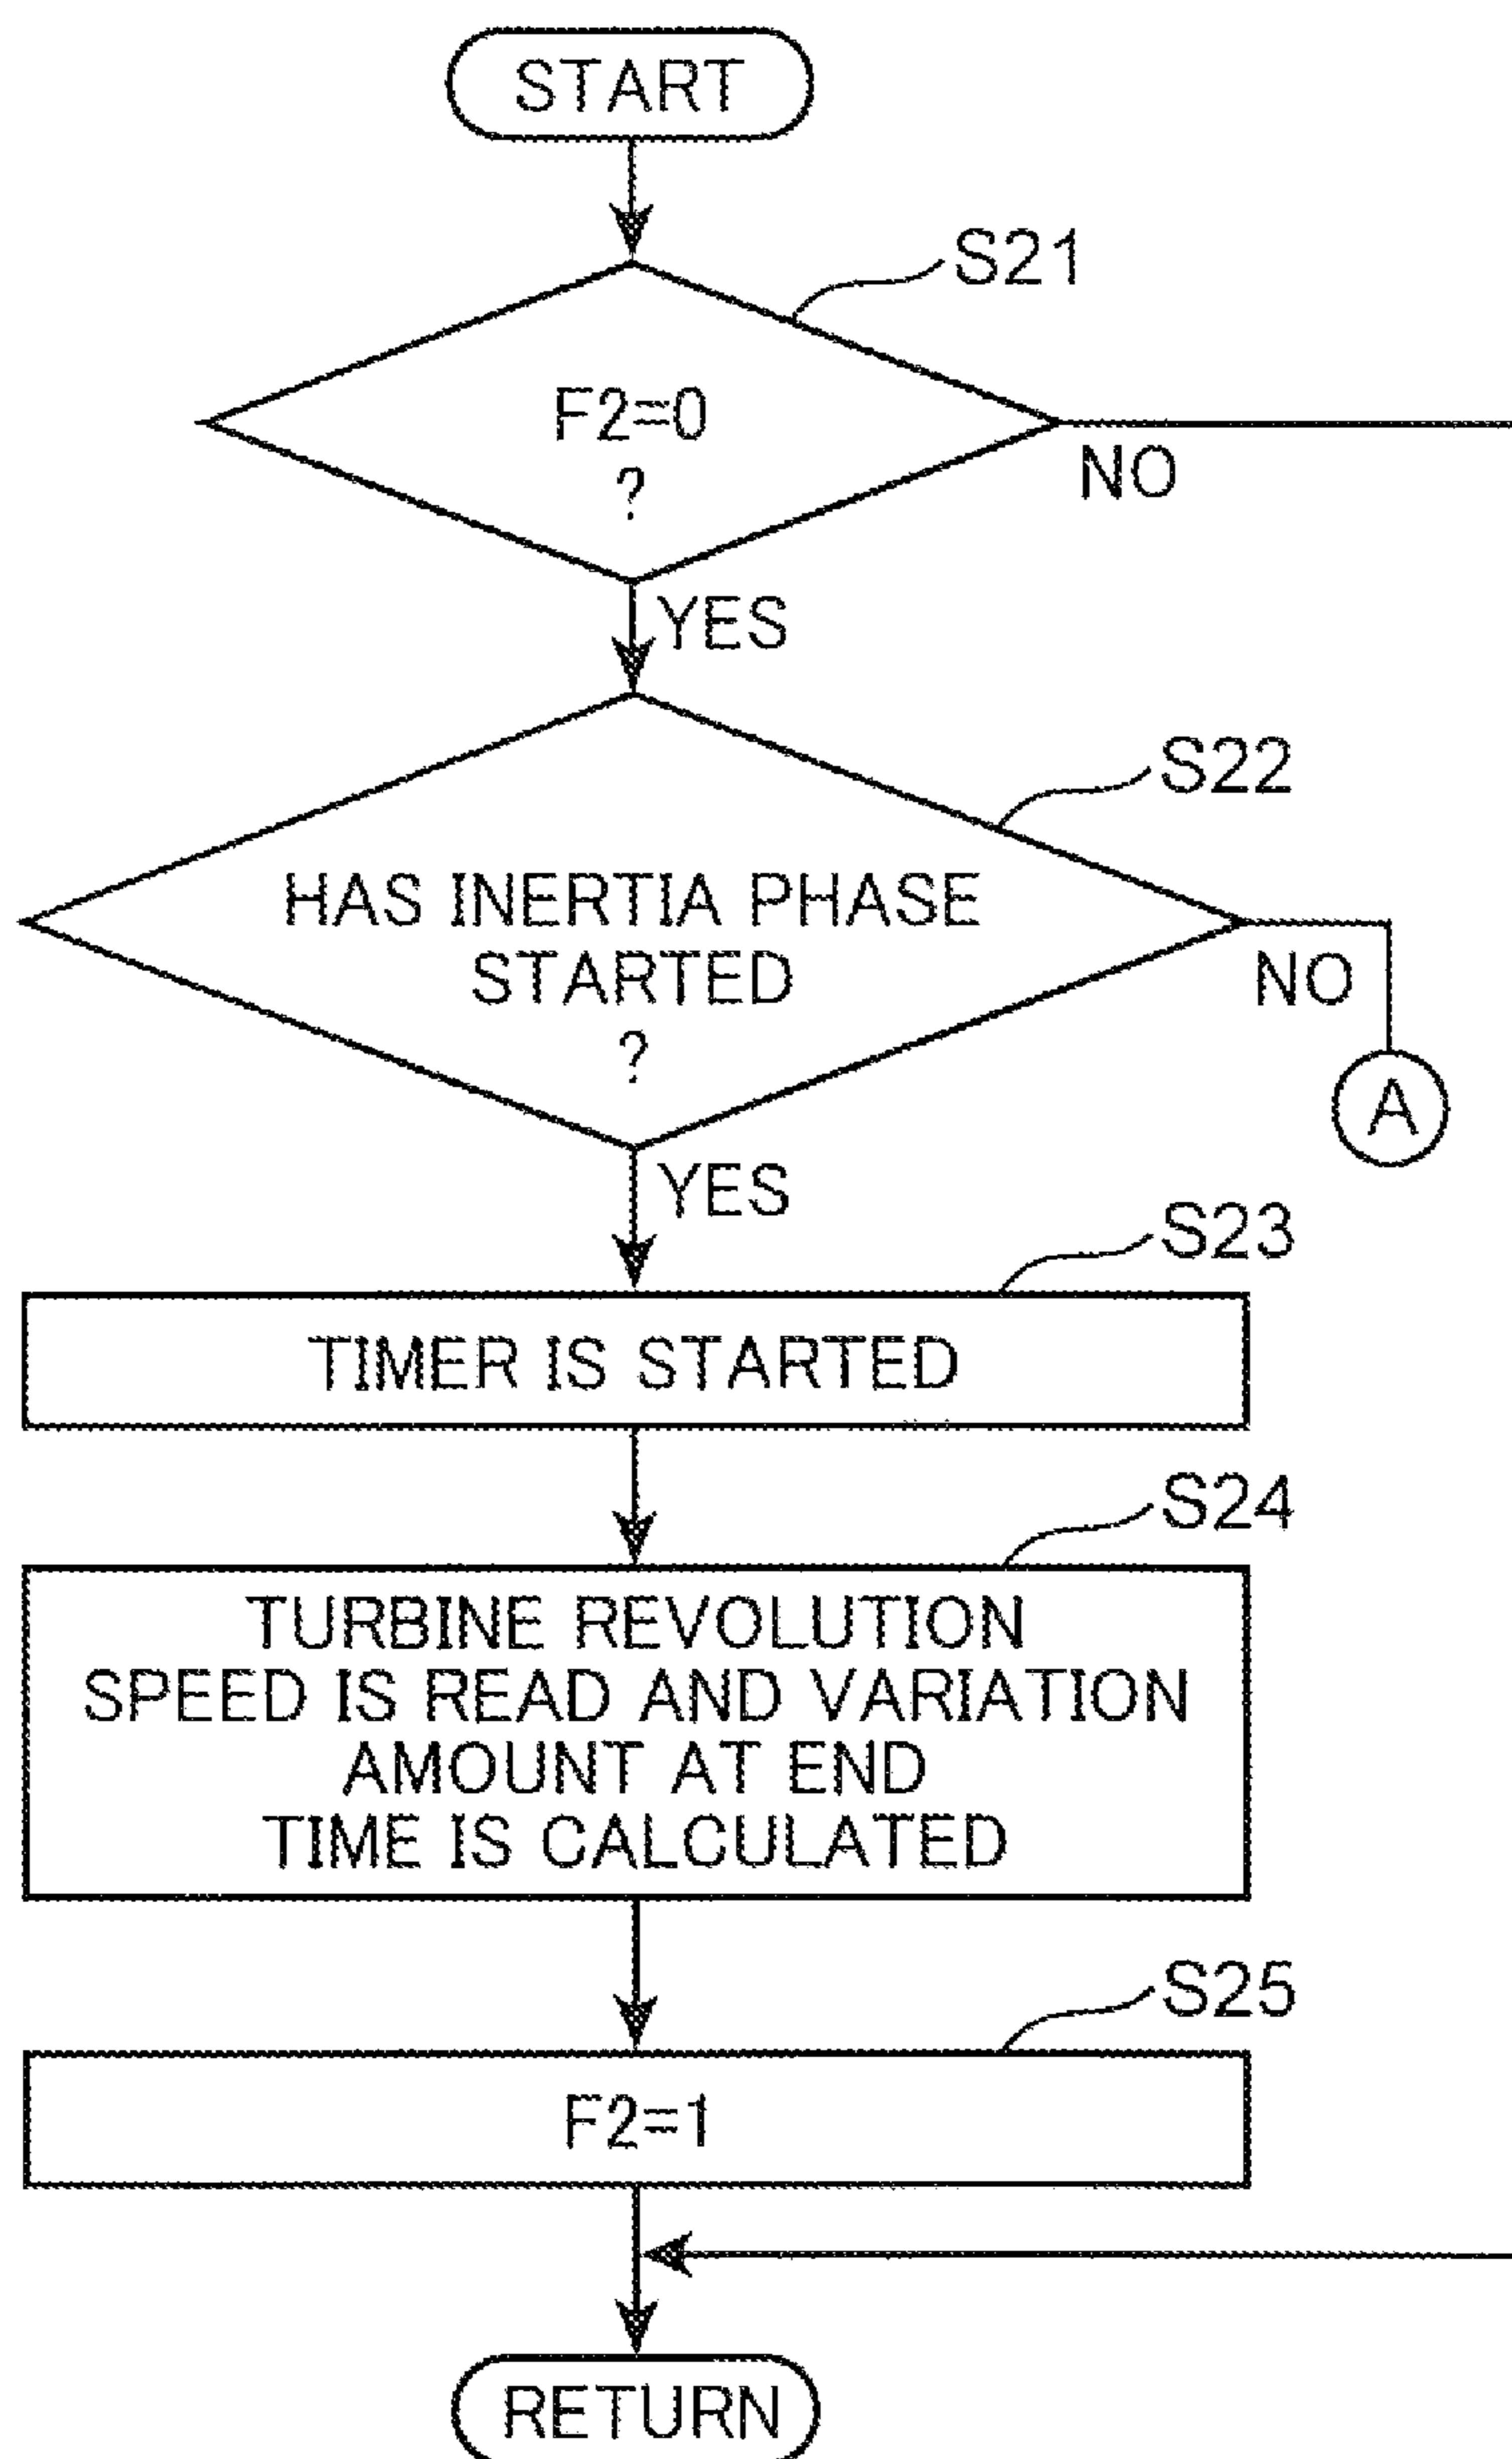 START
S21
F2=0
?
NO
YES
S22
HAS INERTIA PHASE
STARTED
?
NO
A
YES
S23
TIMER IS STARTED
S24
TURBINE REVOLUTION
SPEED IS READ AND VARIATION
AMOUNT AT END
TIME IS CALCULATED
S25
F2=1
RETURN